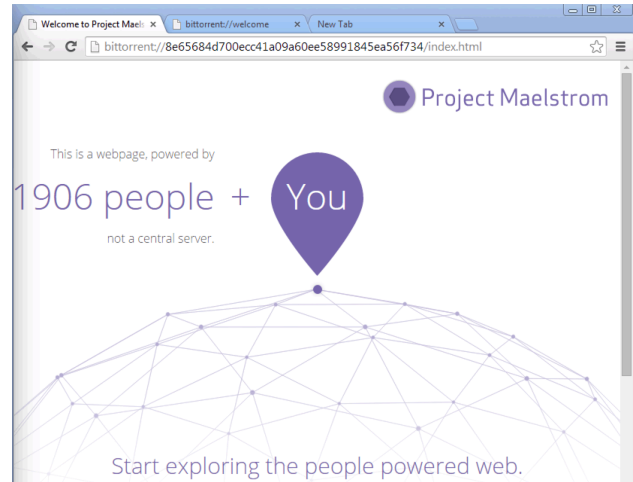 Welcome to Project Maels
bittorrent://welcome
New Tab
bittorrent://8e65684d700ecc41a09a60ee58991845ea56f734/index.html
Project Maelstrom
This is a webpage, powered by
1906 people + You
not a central server.
Start exploring the people powered web.